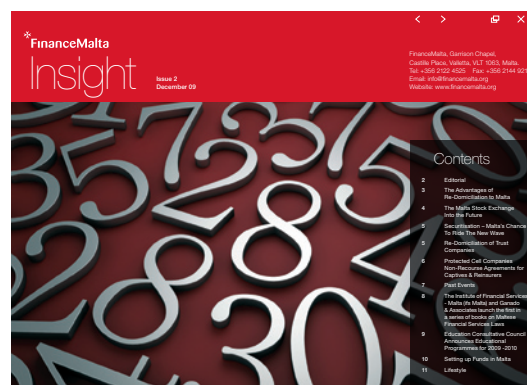 FinanceMalta
Insight
Issue 2
December 09
FinanceMalta, Garrison Chapel,
Castille Place, Valletta, VLT 1063, Malta.
Tel: +356 2122 4525 Fax: +356 2144 921
Email: info@financemalta.org
Website: www.financemalta.org
Contents
2 Editorial
3 The Advantages of
Re-Domiciliation to Malta
4 The Malta Stock Exchange
Into the Future
5 Securitisation – Malta's Chance
To Ride The New Wave
5 Re-Domiciliation of Trust
Companies
6 Protected Cell Companies
Non-Recourse Agreements for
Captives & Reinsurers
7 Past Events
8 The Institute of Financial Services
- Malta (ifs Malta) and Ganado
& Associates launch the first in
a series of books on Maltese
Financial Services Laws
9 Education Consultative Council
Announces Educational
Programmes for 2009 -2010
10 Setting up Funds in Malta
11 Lifestyle